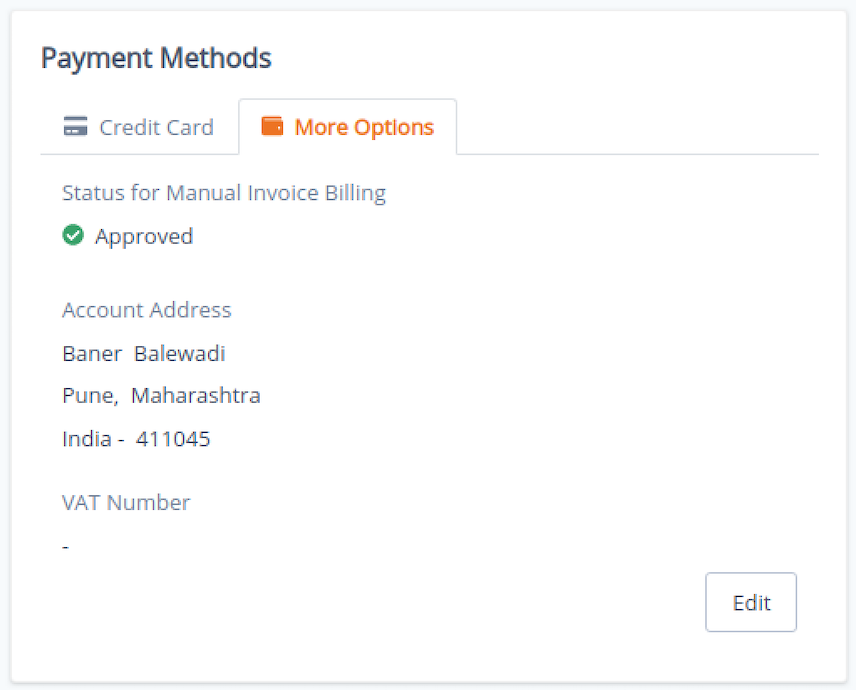 Payment Methods
Credit Card
More Options
Status for Manual Invoice Billing
Approved
Account Address
Baner Balewadi
Pune, Maharashtra
India - 411045
VAT Number
-
Edit